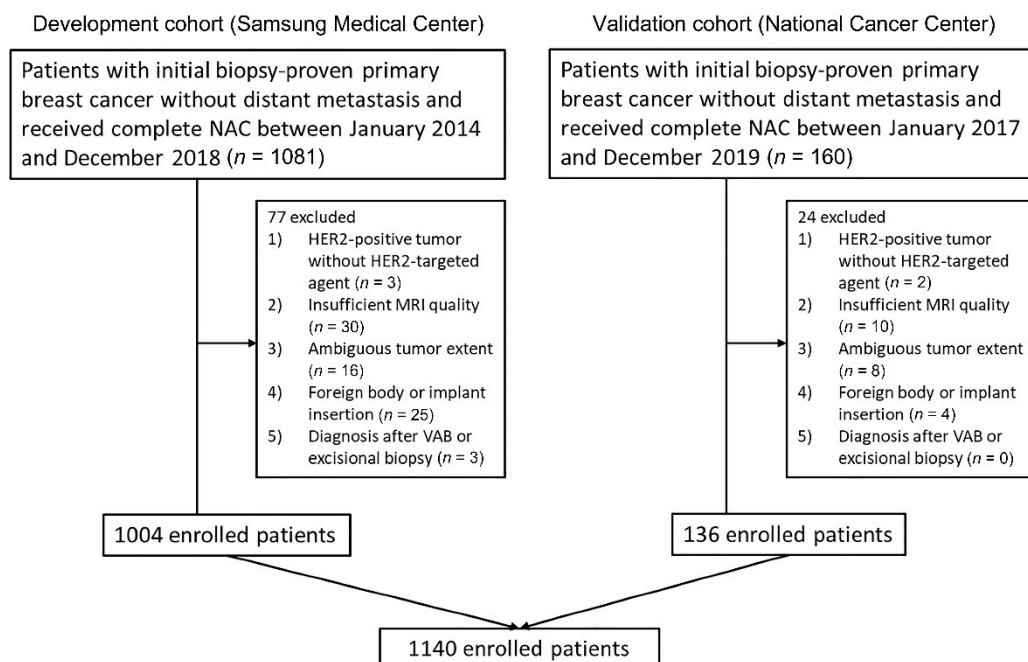 Development cohort (Samsung Medical Center)
Patients with initial biopsy-proven primary
breast cancer without distant metastasis and
received complete NAC between January 2014
and December 2018 (n = 1081)
77 excluded
1) HER2-positive tumor
without HER2-targeted
agent (n = 3)
2) Insufficient MRI quality
(n = 30)
3) Ambiguous tumor extent
(n = 16)
4) Foreign body or implant
insertion (n = 25)
5) Diagnosis after VAB or
excisional biopsy (n = 3)
1004 enrolled patients
Validation cohort (National Cancer Center)
Patients with initial biopsy-proven primary
breast cancer without distant metastasis and
received complete NAC between January 2017
and December 2019 (n = 160)
24 excluded
1) HER2-positive tumor
without HER2-targeted
agent (n = 2)
2) Insufficient MRI quality
(n = 10)
3) Ambiguous tumor extent
(n = 8)
4) Foreign body or implant
insertion (n = 4)
5) Diagnosis after VAB or
excisional biopsy (n = 0)
136 enrolled patients
1140 enrolled patients